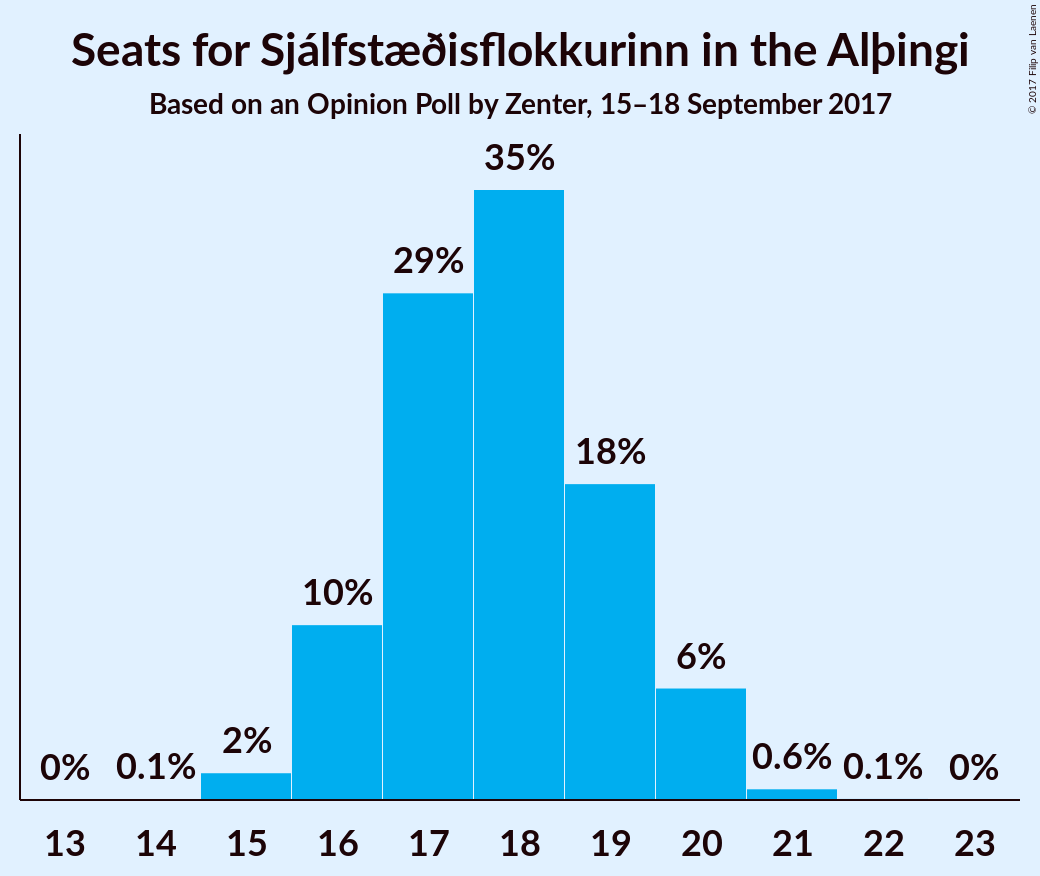 Seats for Sjálfstæðisflokkurinn in the Alþingi
Based on an Opinion Poll by Zenter, 15–18 September 2017
© 2017 Filip van Laenen
35%
29%
18%
10%
6%
2%
0.6%
0% 0.1% 0.1% 0%
13 14 15 16 17 18 19 20 21 22 23